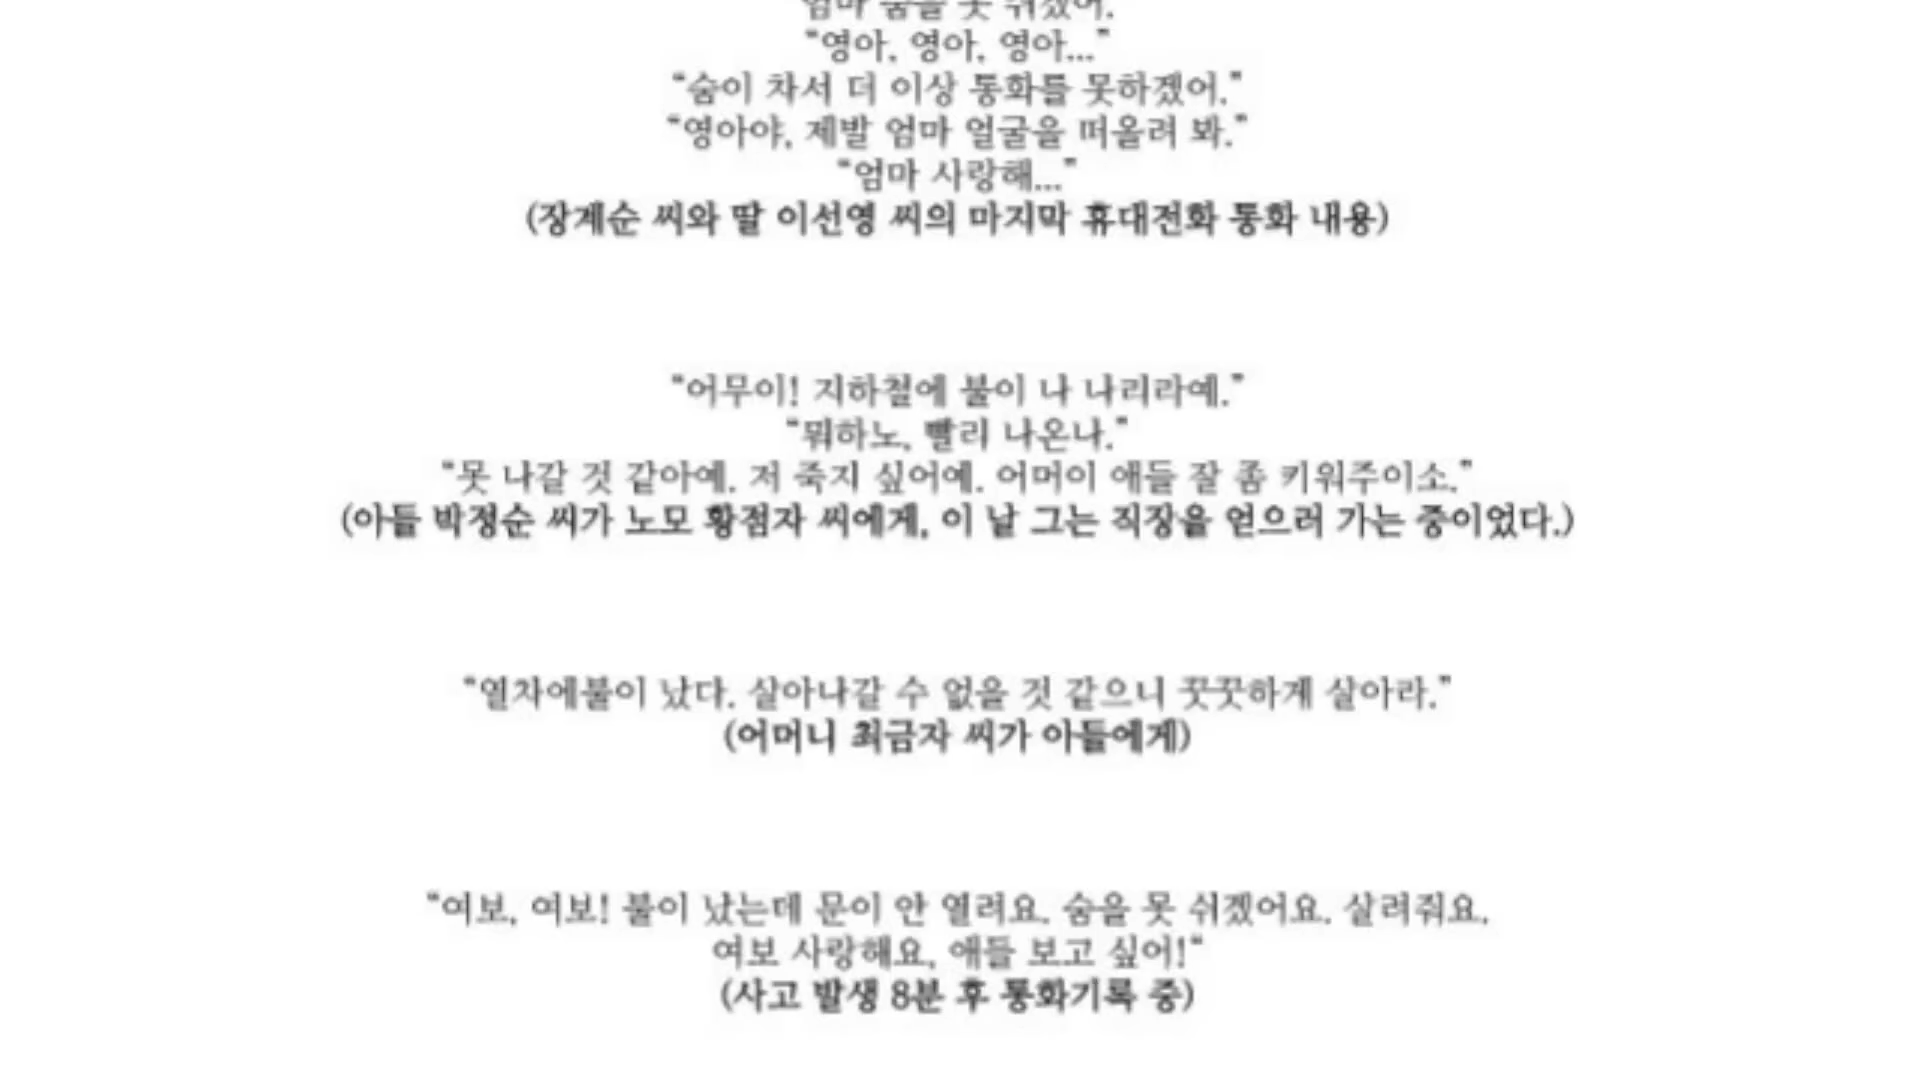 엄마 숨을 못 쉬겠어.
“영아, 영아, 영아...”
“숨이 차서 더 이상 통화를 못하겠어.”
“영아야, 제발 엄마 얼굴을 떠올려 봐.”
“엄마 사랑해...”
(장계순 씨와 딸 이선영 씨의 마지막 휴대전화 통화 내용)
“어무이! 지하철에 불이 나 나리라예.”
“뭐하노, 빨리 나온나.”
“못 나갈 것 같아예. 저 죽지 싶어예. 어머이 애들 잘 좀 키워주이소.”
(아들 박정순 씨가 노모 황점자 씨에게, 이 날 그는 직장을 얻으러 가는 중이었다.)
“열차에불이 났다. 살아나갈 수 없을 것 같으니 꿋꿋하게 살아라.”
(어머니 최금자 씨가 아들에게)
“여보, 여보! 불이 났는데 문이 안 열려요. 숨을 못 쉬겠어요. 살려줘요.
여보 사랑해요, 애들 보고 싶어!“
(사고 발생 8분 후 통화기록 중)